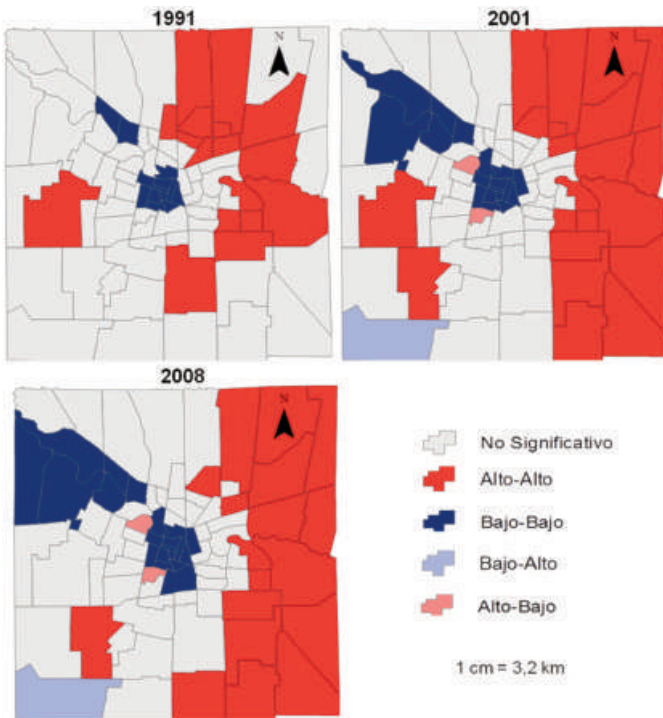 1991
2001
N
N
2008
N
No Significativo
Alto-Alto
Bajo-Bajo
Bajo-Alto
Alto-Bajo
1 cm = 3,2 km